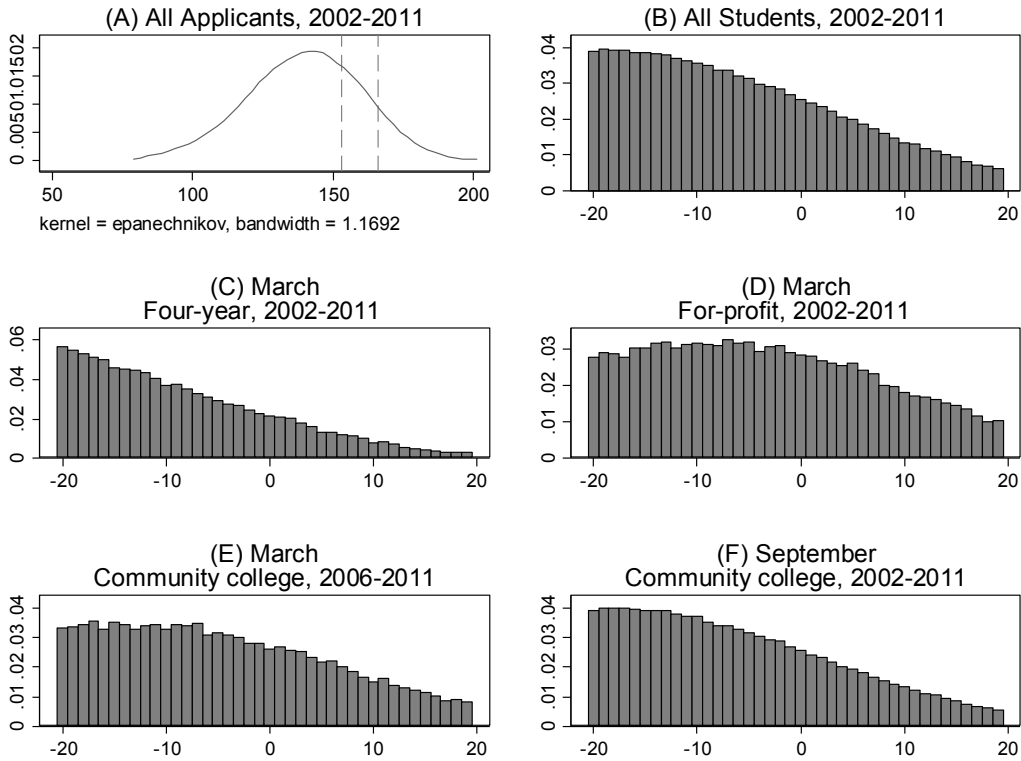 (A) All Applicants, 2002-2011
0 .005.01.015.02
50 100 150 200
kernel = epanechnikov, bandwidth = 1.1692
(B) All Students, 2002-2011
0 .01 .02 .03 .04
-20 -10 0 10 20
(C) March
Four-year, 2002-2011
0 .02 .04 .06
-20 -10 0 10 20
(D) March
For-profit, 2002-2011
0 .01 .02 .03
-20 -10 0 10 20
(E) March
Community college, 2006-2011
0 .01 .02 .03 .04
-20 -10 0 10 20
(F) September
Community college, 2002-2011
0 .01 .02 .03 .04
-20 -10 0 10 20